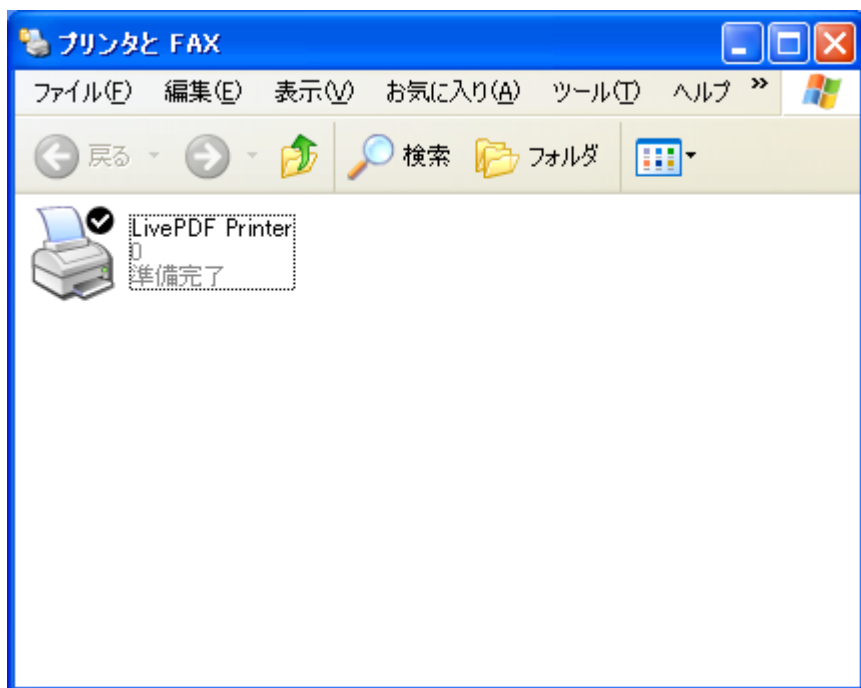 プリンタと FAX
ファイル(F) 編集(E) 表示(V) お気に入り(A) ツール(T) ヘルプ »
戻る 検索 フォルダ
LivePDF Printer
0
準備完了